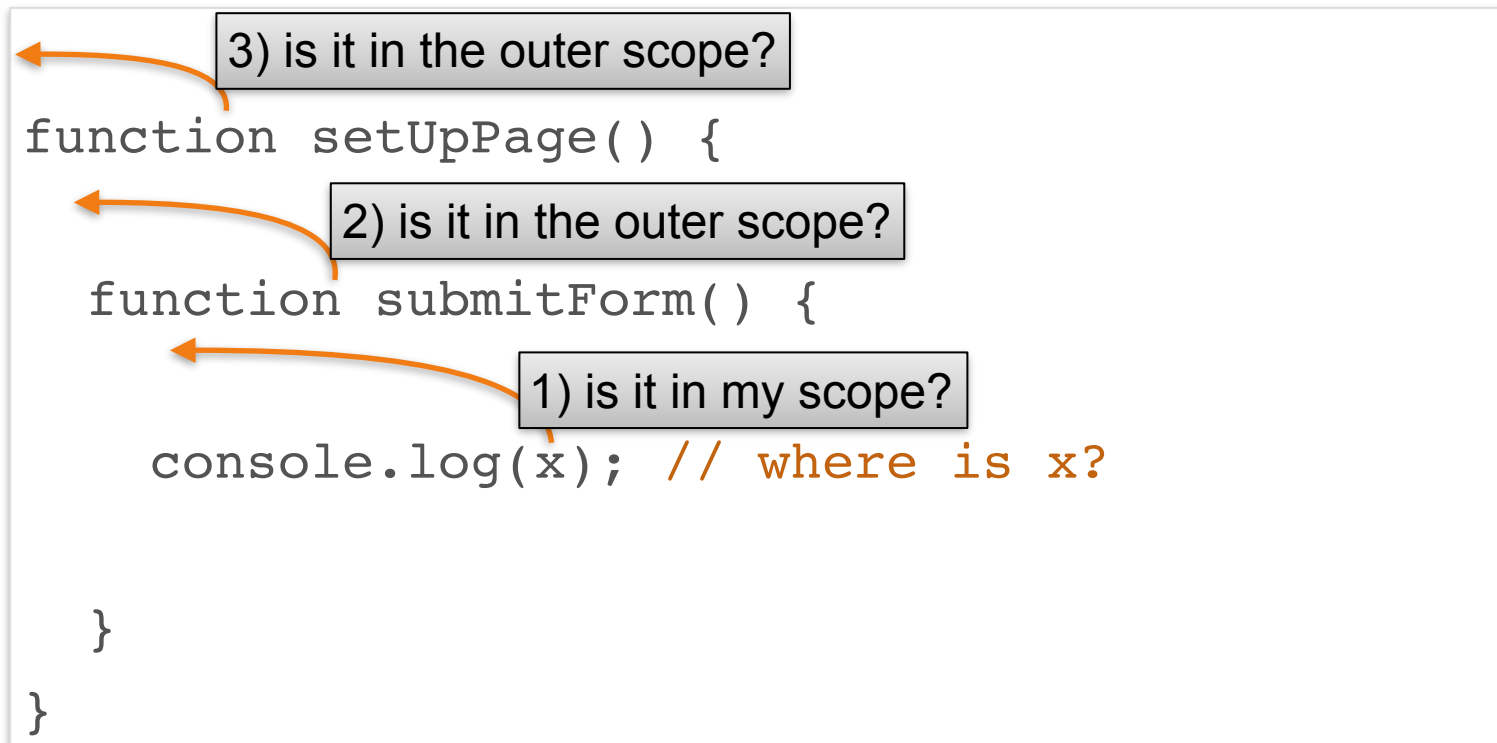 3) is it in the outer scope?
function setUpPage() {
2) is it in the outer scope?
function submitForm() {
1) is it in my scope?
console.log(x); // where is x?
}
}